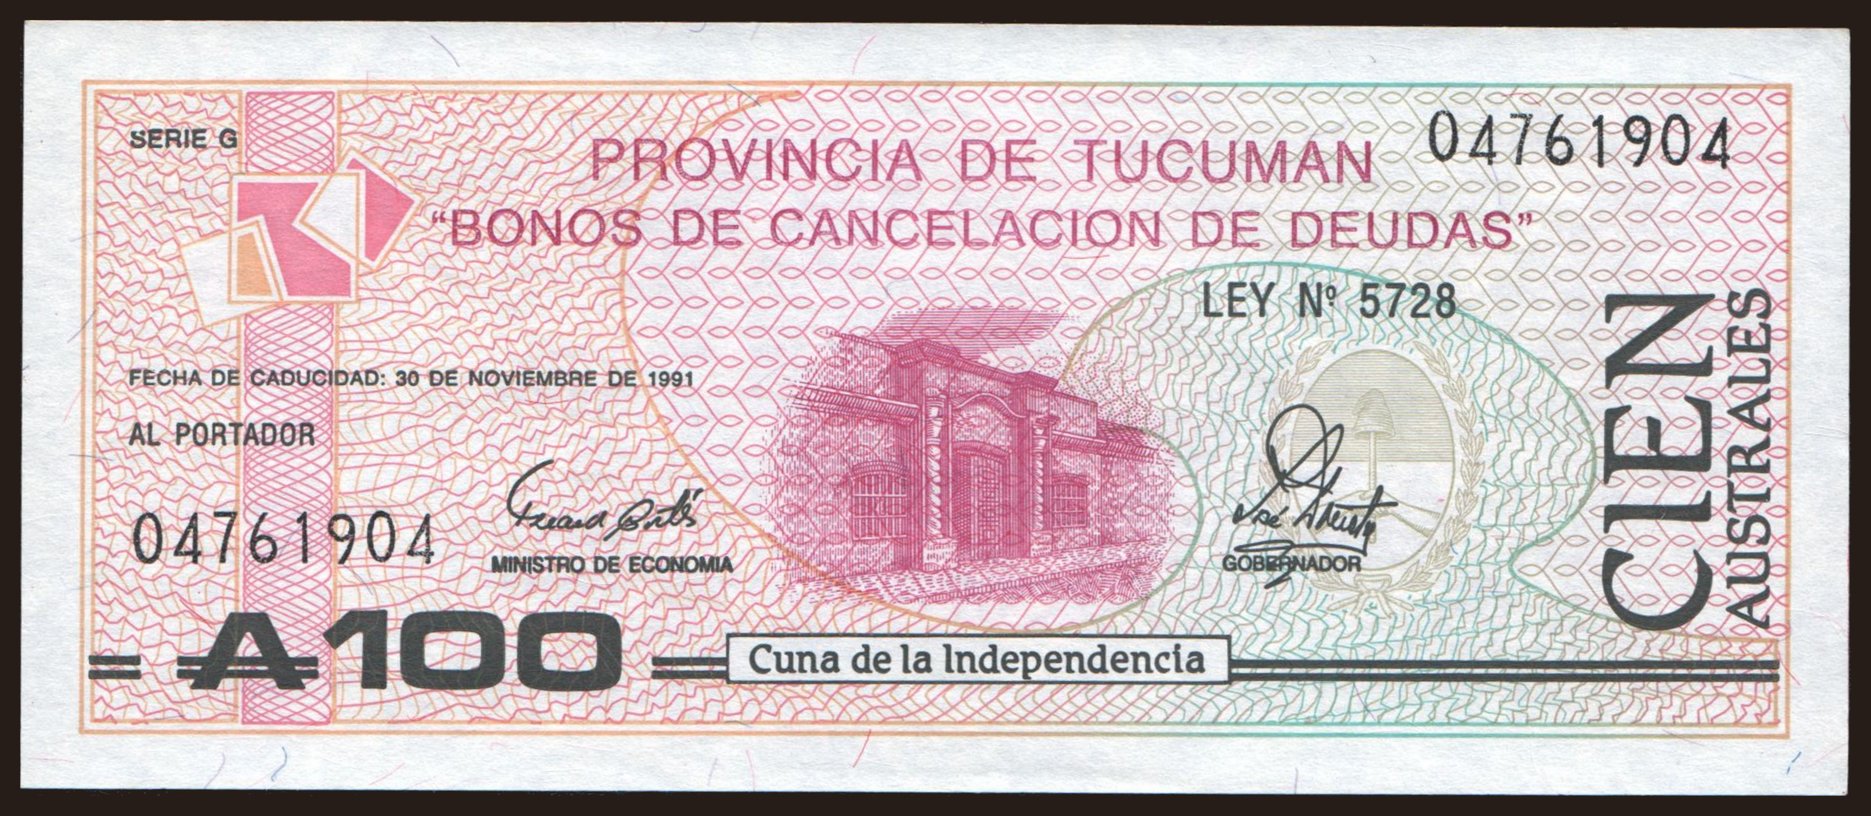 SERIE G
04761904
PROVINCIA DE TUCUMAN
"BONOS DE CANCELACION DE DEUDAS"
LEY Nº 5728
FECHA DE CADUCIDAD: 30 DE NOVIEMBRE DE 1991
AL PORTADOR
04761904
MINISTRO DE ECONOMIA
GOBERNADOR
CIEN
AUSTRALES
A100
Cuna de la Independencia